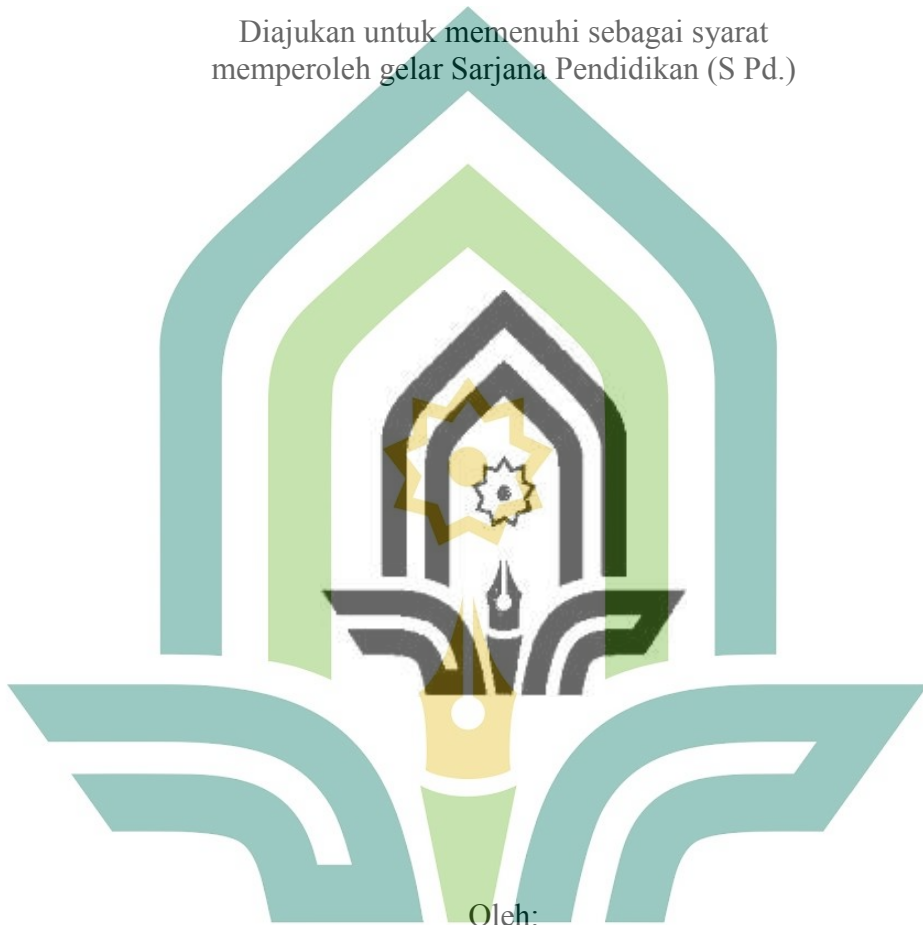 Diajukan untuk memenuhi sebagai syarat
memperoleh gelar Sarjana Pendidikan (S Pd.)
Oleh: